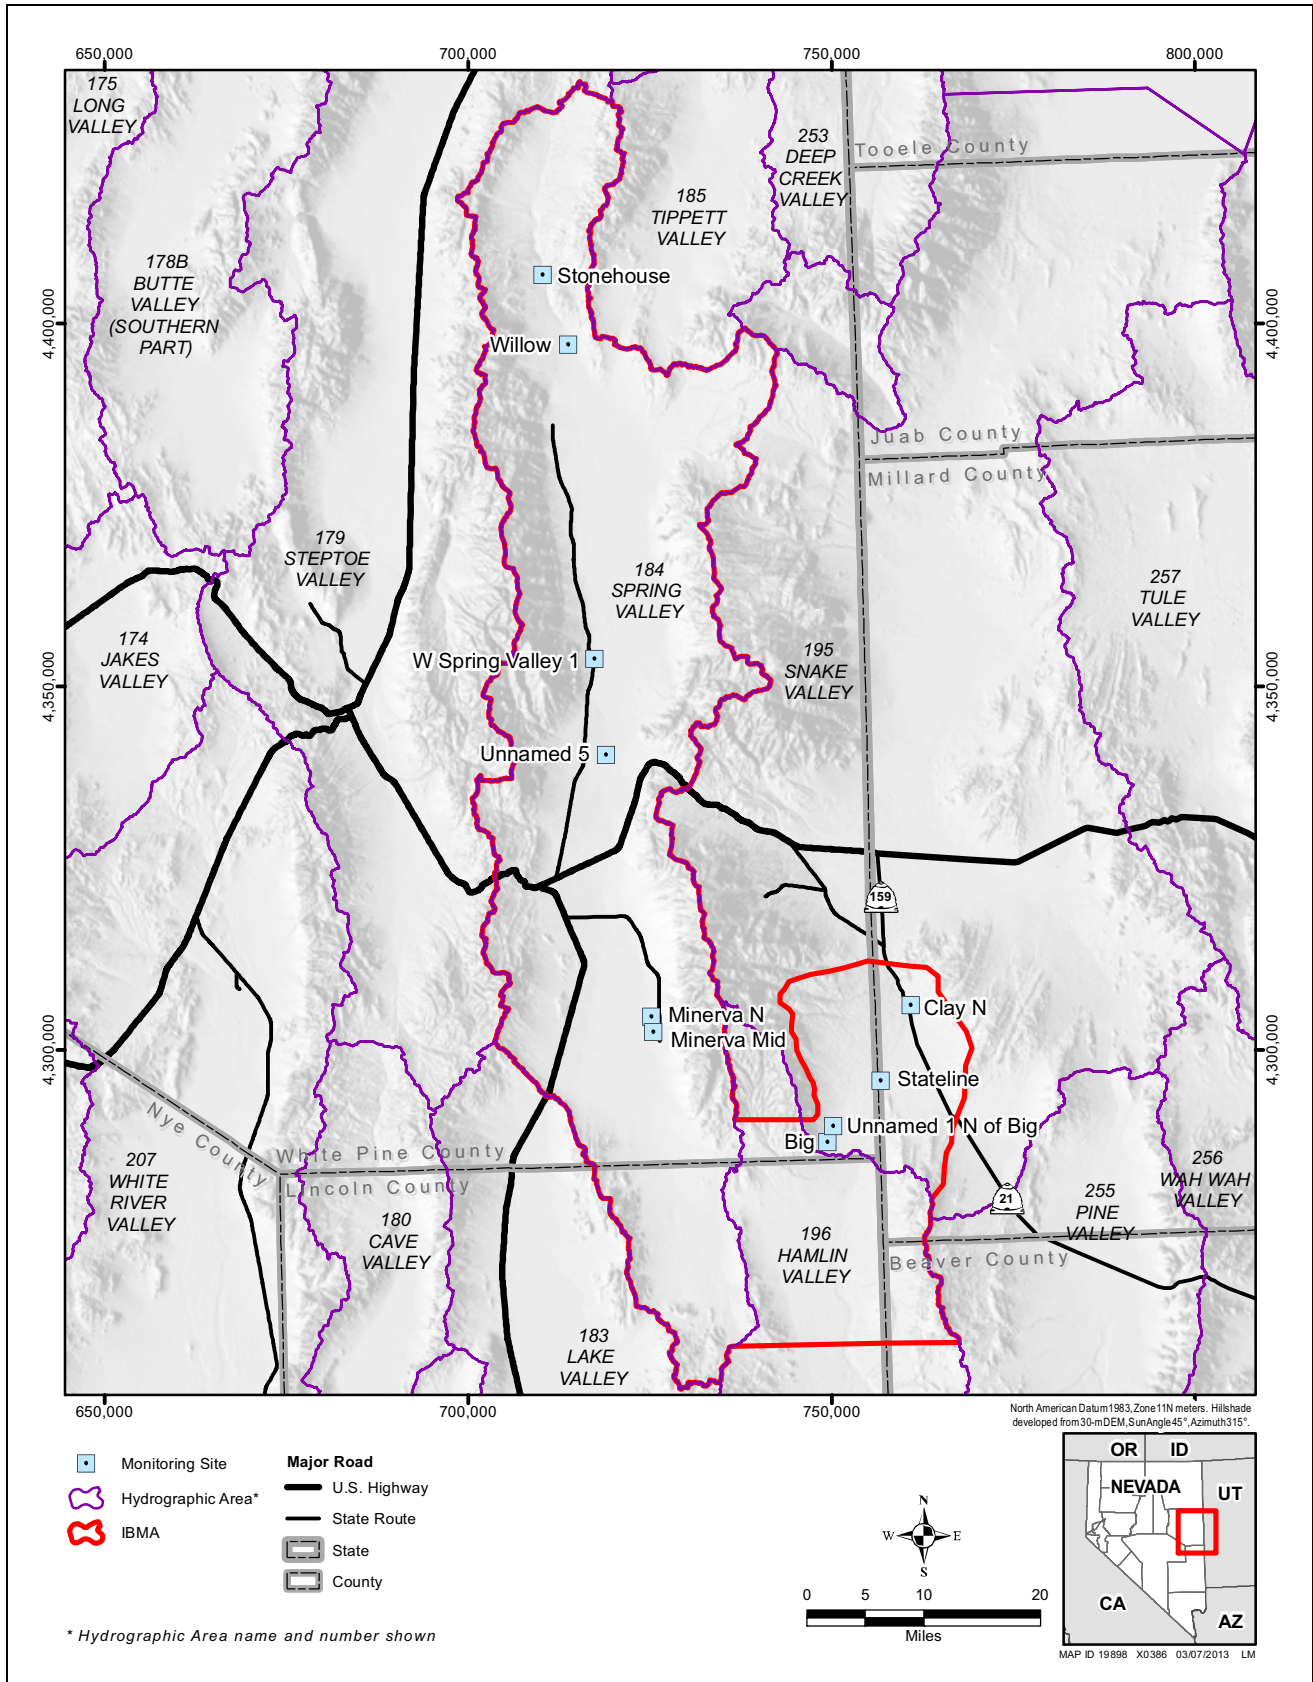 650,000
700,000
750,000
800,000
175
LONG
VALLEY
253
DEEP
CREEK
VALLEY
Tooele County
185
TIPPETT
VALLEY
178B
BUTTE
VALLEY
(SOUTHERN
PART)
Stonehouse
4,400,000
4,400,000
Willow
Juab County
Millard County
179
STEPTOE
VALLEY
184
SPRING
VALLEY
257
TULE
VALLEY
174
JAKES
VALLEY
W Spring Valley 1
195
SNAKE
VALLEY
4,350,000
4,350,000
Unnamed 5
159
Clay N
Minerva N
Minerva Mid
4,300,000
4,300,000
Stateline
Unnamed 1 N of Big
Big
Nye County
White Pine County
Lincoln County
207
WHITE
RIVER
VALLEY
256
WAH WAH
VALLEY
21
255
PINE
VALLEY
180
CAVE
VALLEY
196
HAMLIN
VALLEY
Beaver County
183
LAKE
VALLEY
650,000
700,000
750,000
North American Datum 1983, Zone 11N meters. Hillshade
developed from 30-m DEM, Sun Angle 45°, Azimuth 315°.
Monitoring Site
Hydrographic Area*
IBMA
Major Road
U.S. Highway
State Route
State
County
* Hydrographic Area name and number shown
N
W
E
S
0 5 10 20
Miles
OR
ID
NEVADA
UT
CA
AZ
MAP ID 19898 X0386 03/07/2013 LM